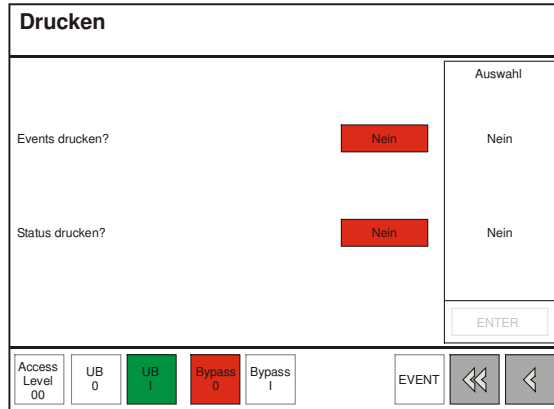 Drucken
Auswahl
Events drucken?
Nein
Nein
Status drucken?
Nein
Nein
ENTER
Access
Level
00
UB
0
UB
I
Bypass
0
Bypass
I
EVENT